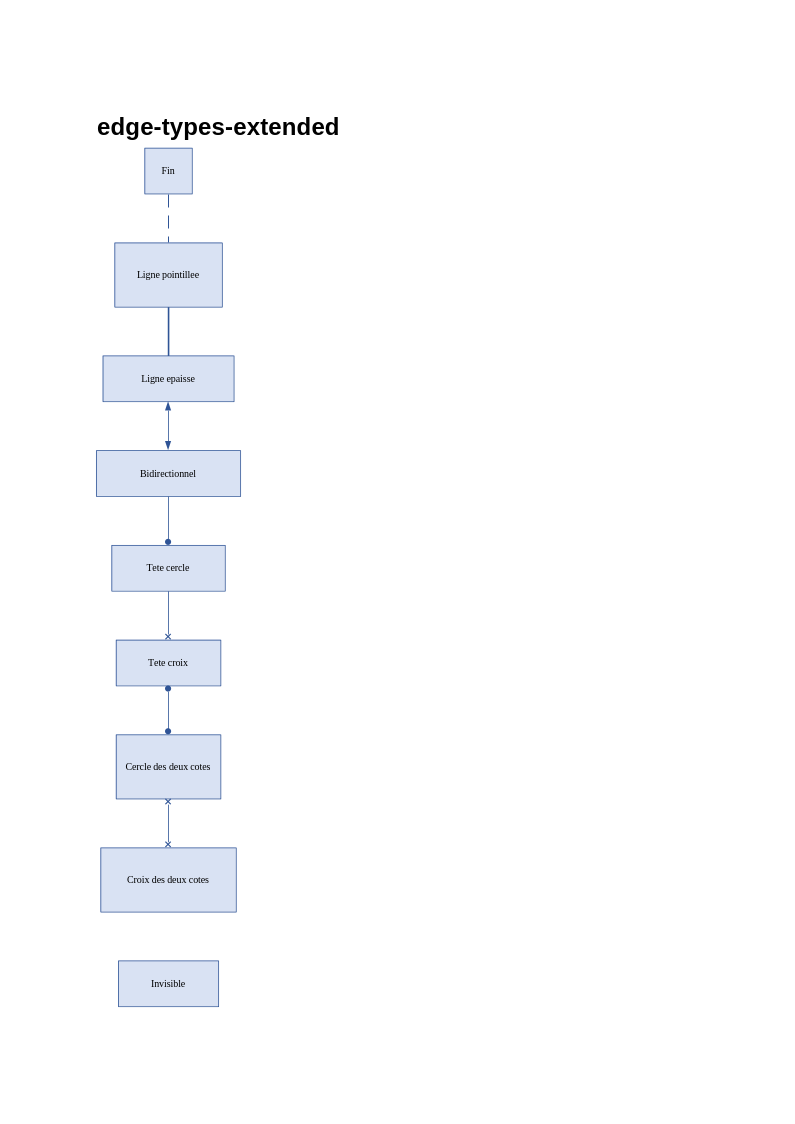 edge-types-extended
Fin
Ligne pointillee
Ligne epaisse
Bidirectionnel
Tete cercle
Tete croix
Cercle des deux cotes
Croix des deux cotes
Invisible